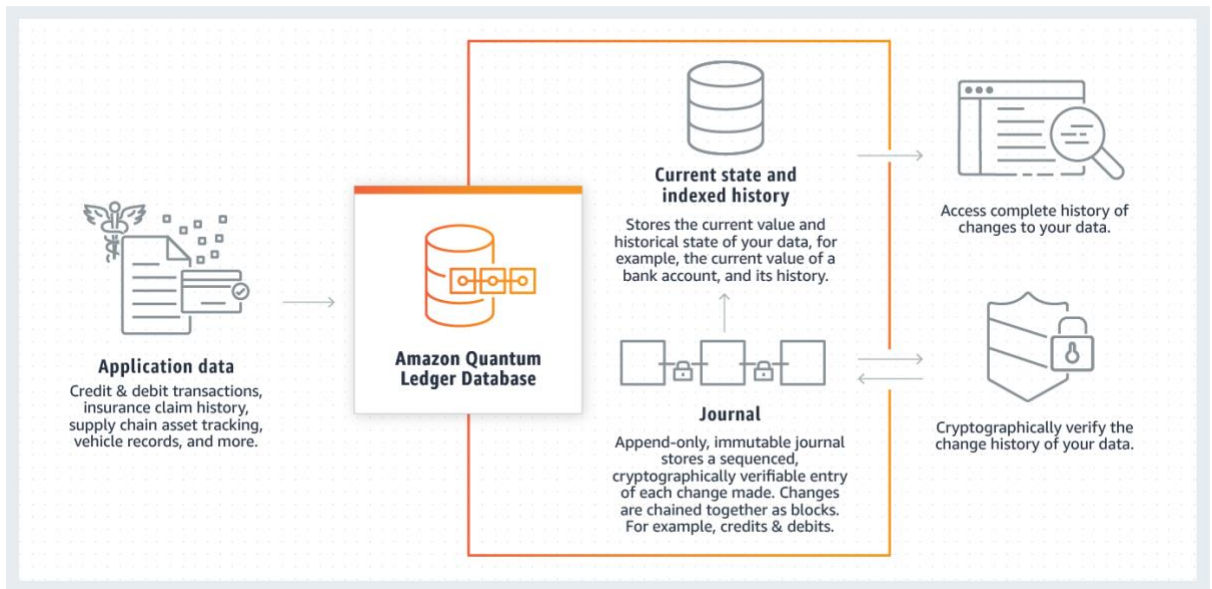 Application data
Credit & debit transactions,
insurance claim history,
supply chain asset tracking,
vehicle records, and more.
Amazon Quantum
Ledger Database
Current state and
indexed history
Stores the current value and
historical state of your data, for
example, the current value of a
bank account, and its history.
Journal
Append-only, immutable journal
stores a sequenced,
cryptographically verifiable entry
of each change made. Changes
are chained together as blocks.
For example, credits & debits.
Access complete history of
changes to your data.
Cryptographically verify the
change history of your data.